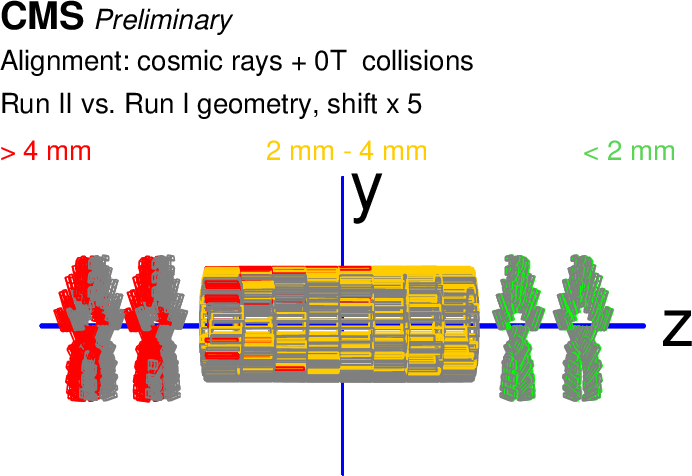 CMS Preliminary
Alignment: cosmic rays + 0T collisions
Run II vs. Run I geometry, shift x 5
> 4 mm 2 mm - 4 mm < 2 mm
y
z